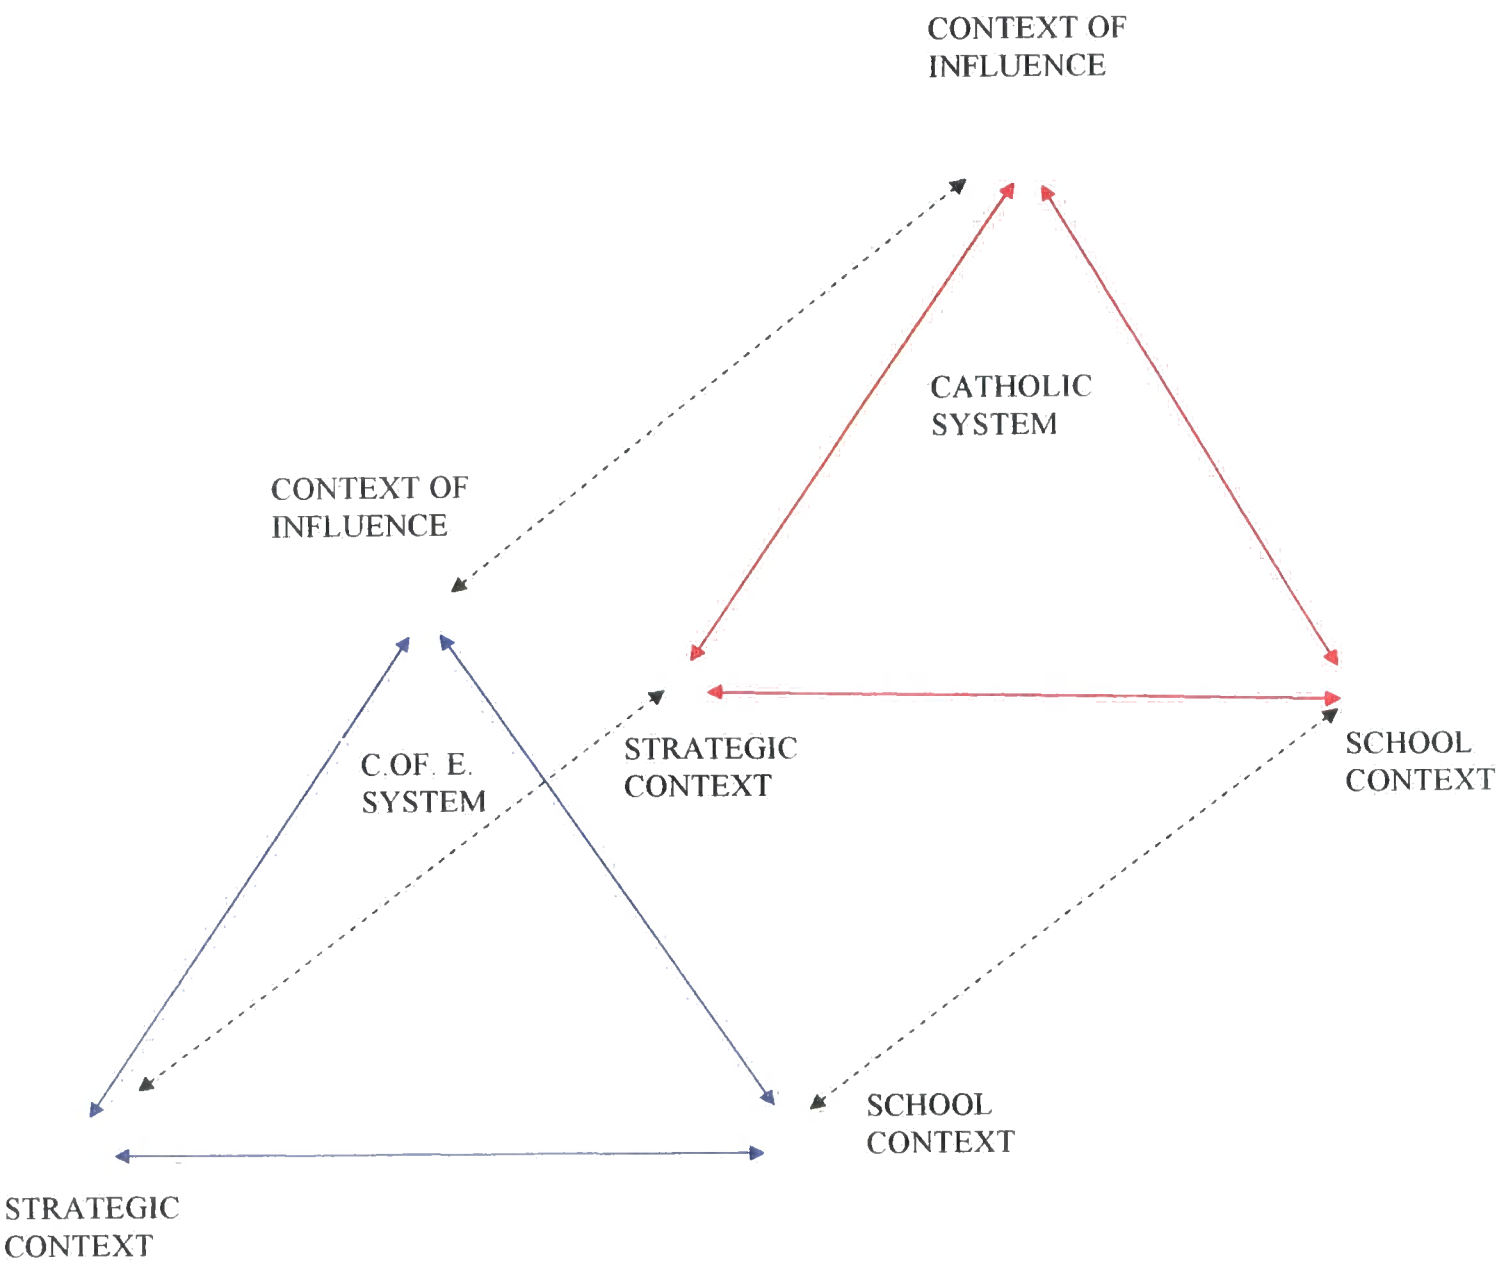 CONTEXT OF
INFLUENCE
CATHOLIC
SYSTEM
CONTEXT OF
INFLUENCE
STRATEGIC
CONTEXT
SCHOOL
CONTEXT
C.OF. E.
SYSTEM
SCHOOL
CONTEXT
STRATEGIC
CONTEXT